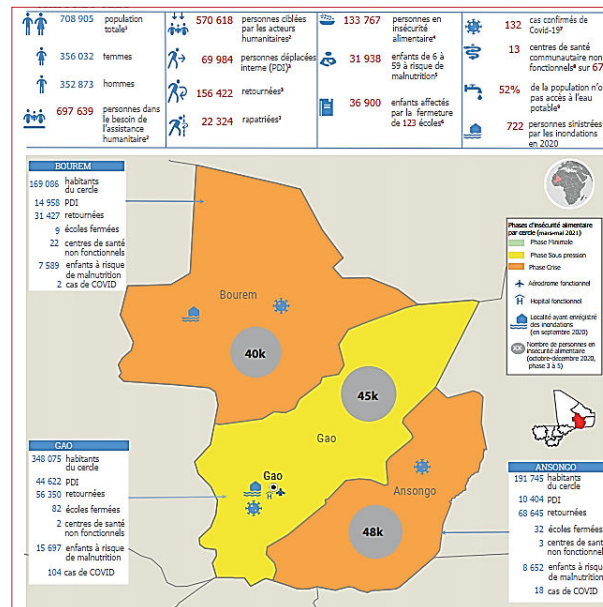 708 905 population totale¹
356 032 femmes
352 873 hommes
697 639 personnes dans
le besoin de
l'assistance
humanitaire²
570 618 personnes ciblées
par les acteurs
humanitaires²
69 984 personnes déplacées
interne (PDI)³
156 422 retournées³
22 324 rapatriées³
133 767 personnes en
insécurité
alimentaire⁴
31 938 enfants de 6 à
59 à risque de
malnutrition⁵
36 900 enfants affectés
par la fermeture
de 123 écoles⁶
132 cas confirmés de
Covid-19⁷
13 centres de santé
communautaire non
fonctionnels⁸ sur 67
52% de la population n'o
pas accès à l'eau
potable⁹
722 personnes sinistrées
par les inondations
en 2020
BOUREM
169 086 habitants
du cercle
14 958 PDI
31 427 retournées
9 écoles fermées
22 centres de santé
non fonctionnels
7 589 enfants à risque
de malnutrition
2 cas de COVID
Phases d'insécurité alimentaire
par cercle (mars-mai 2021)
Phase Minimale
Phase Sous pression
Phase Crise
Aérodrome fonctionnel
Hopital fonctionnel
Localité ayant enregistré
des inondations
(en septembre 2020)
XX Nombre de personnes en
insécurité alimentaire
(octobre-décembre 2020,
phase 3 à 5)
Bourem
40k
45k
Gao
Gao
Ansongo
48k
GAO
348 075 habitants
du cercle
44 622 PDI
56 350 retournées
82 écoles fermées
2 centres de santé
non fonctionnels
15 697 enfants à risque
de malnutrition
104 cas de COVID
ANSONGO
191 745 habitants
du cercle
10 404 PDI
68 645 retournées
32 écoles fermées
3 centres de santé
non fonctionnels
8 652 enfants à risque
de malnutrition
18 cas de COVID